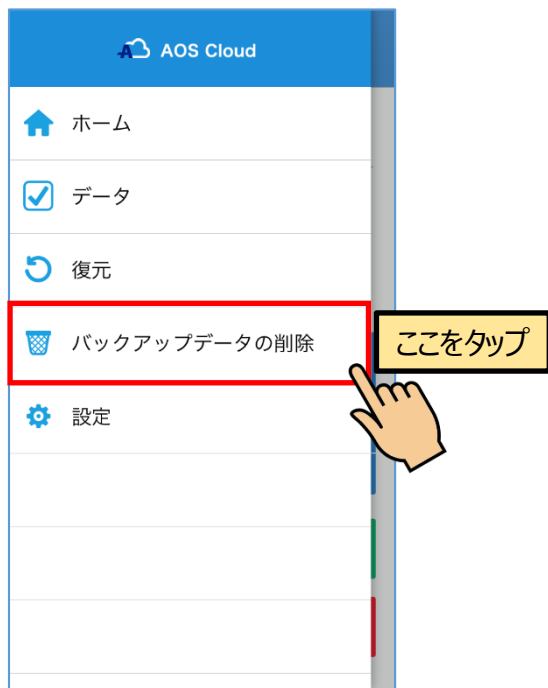 AOS Cloud
ホーム
データ
復元
バックアップデータの削除
ここをタップ
設定